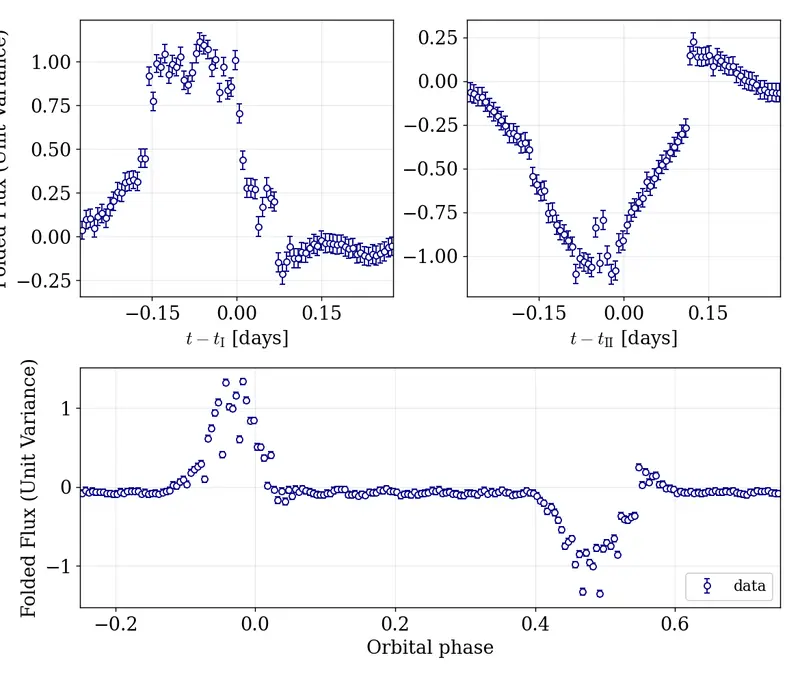 Folded Flux (Unit Variance)
1.00
0.75
0.50
0.25
0.00
−0.25
−0.15 0.00 0.15
t − tI [days]
0.25
0.00
−0.25
−0.50
−0.75
−1.00
−0.15 0.00 0.15
t − tII [days]
Folded Flux (Unit Variance)
1
0
−1
data
−0.2 0.0 0.2 0.4 0.6
Orbital phase